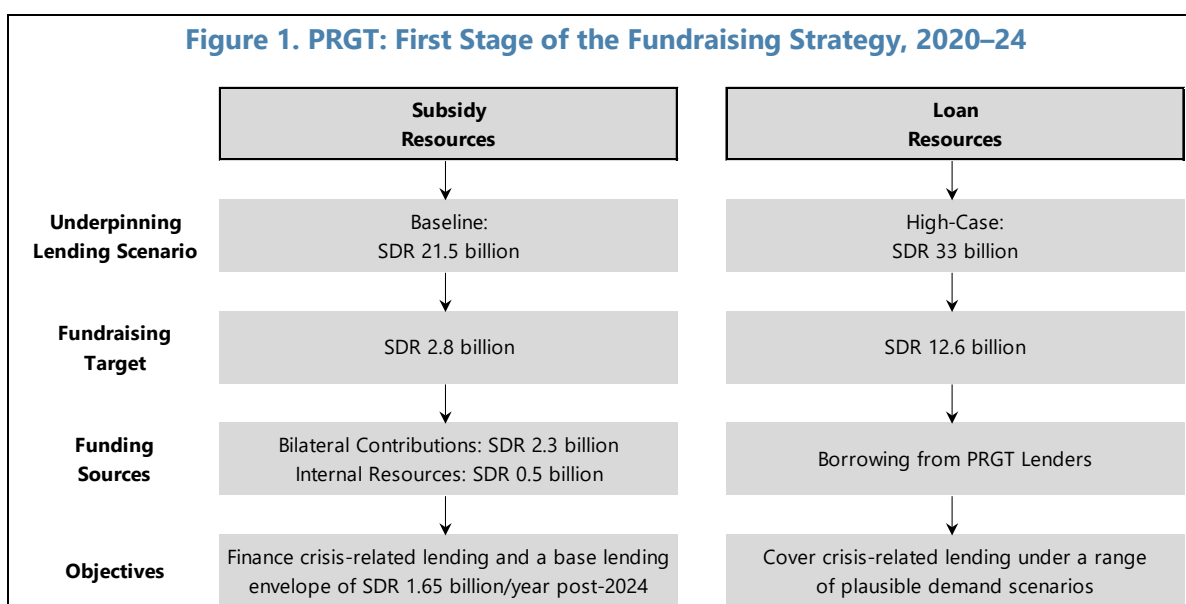 Figure 1. PRGT: First Stage of the Fundraising Strategy, 2020–24
Subsidy
Resources
Loan
Resources
Underpinning
Lending Scenario
Baseline:
SDR 21.5 billion
High-Case:
SDR 33 billion
Fundraising
Target
SDR 2.8 billion
SDR 12.6 billion
Funding
Sources
Bilateral Contributions: SDR 2.3 billion
Internal Resources: SDR 0.5 billion
Borrowing from PRGT Lenders
Objectives
Finance crisis-related lending and a base lending
envelope of SDR 1.65 billion/year post-2024
Cover crisis-related lending under a range
of plausible demand scenarios